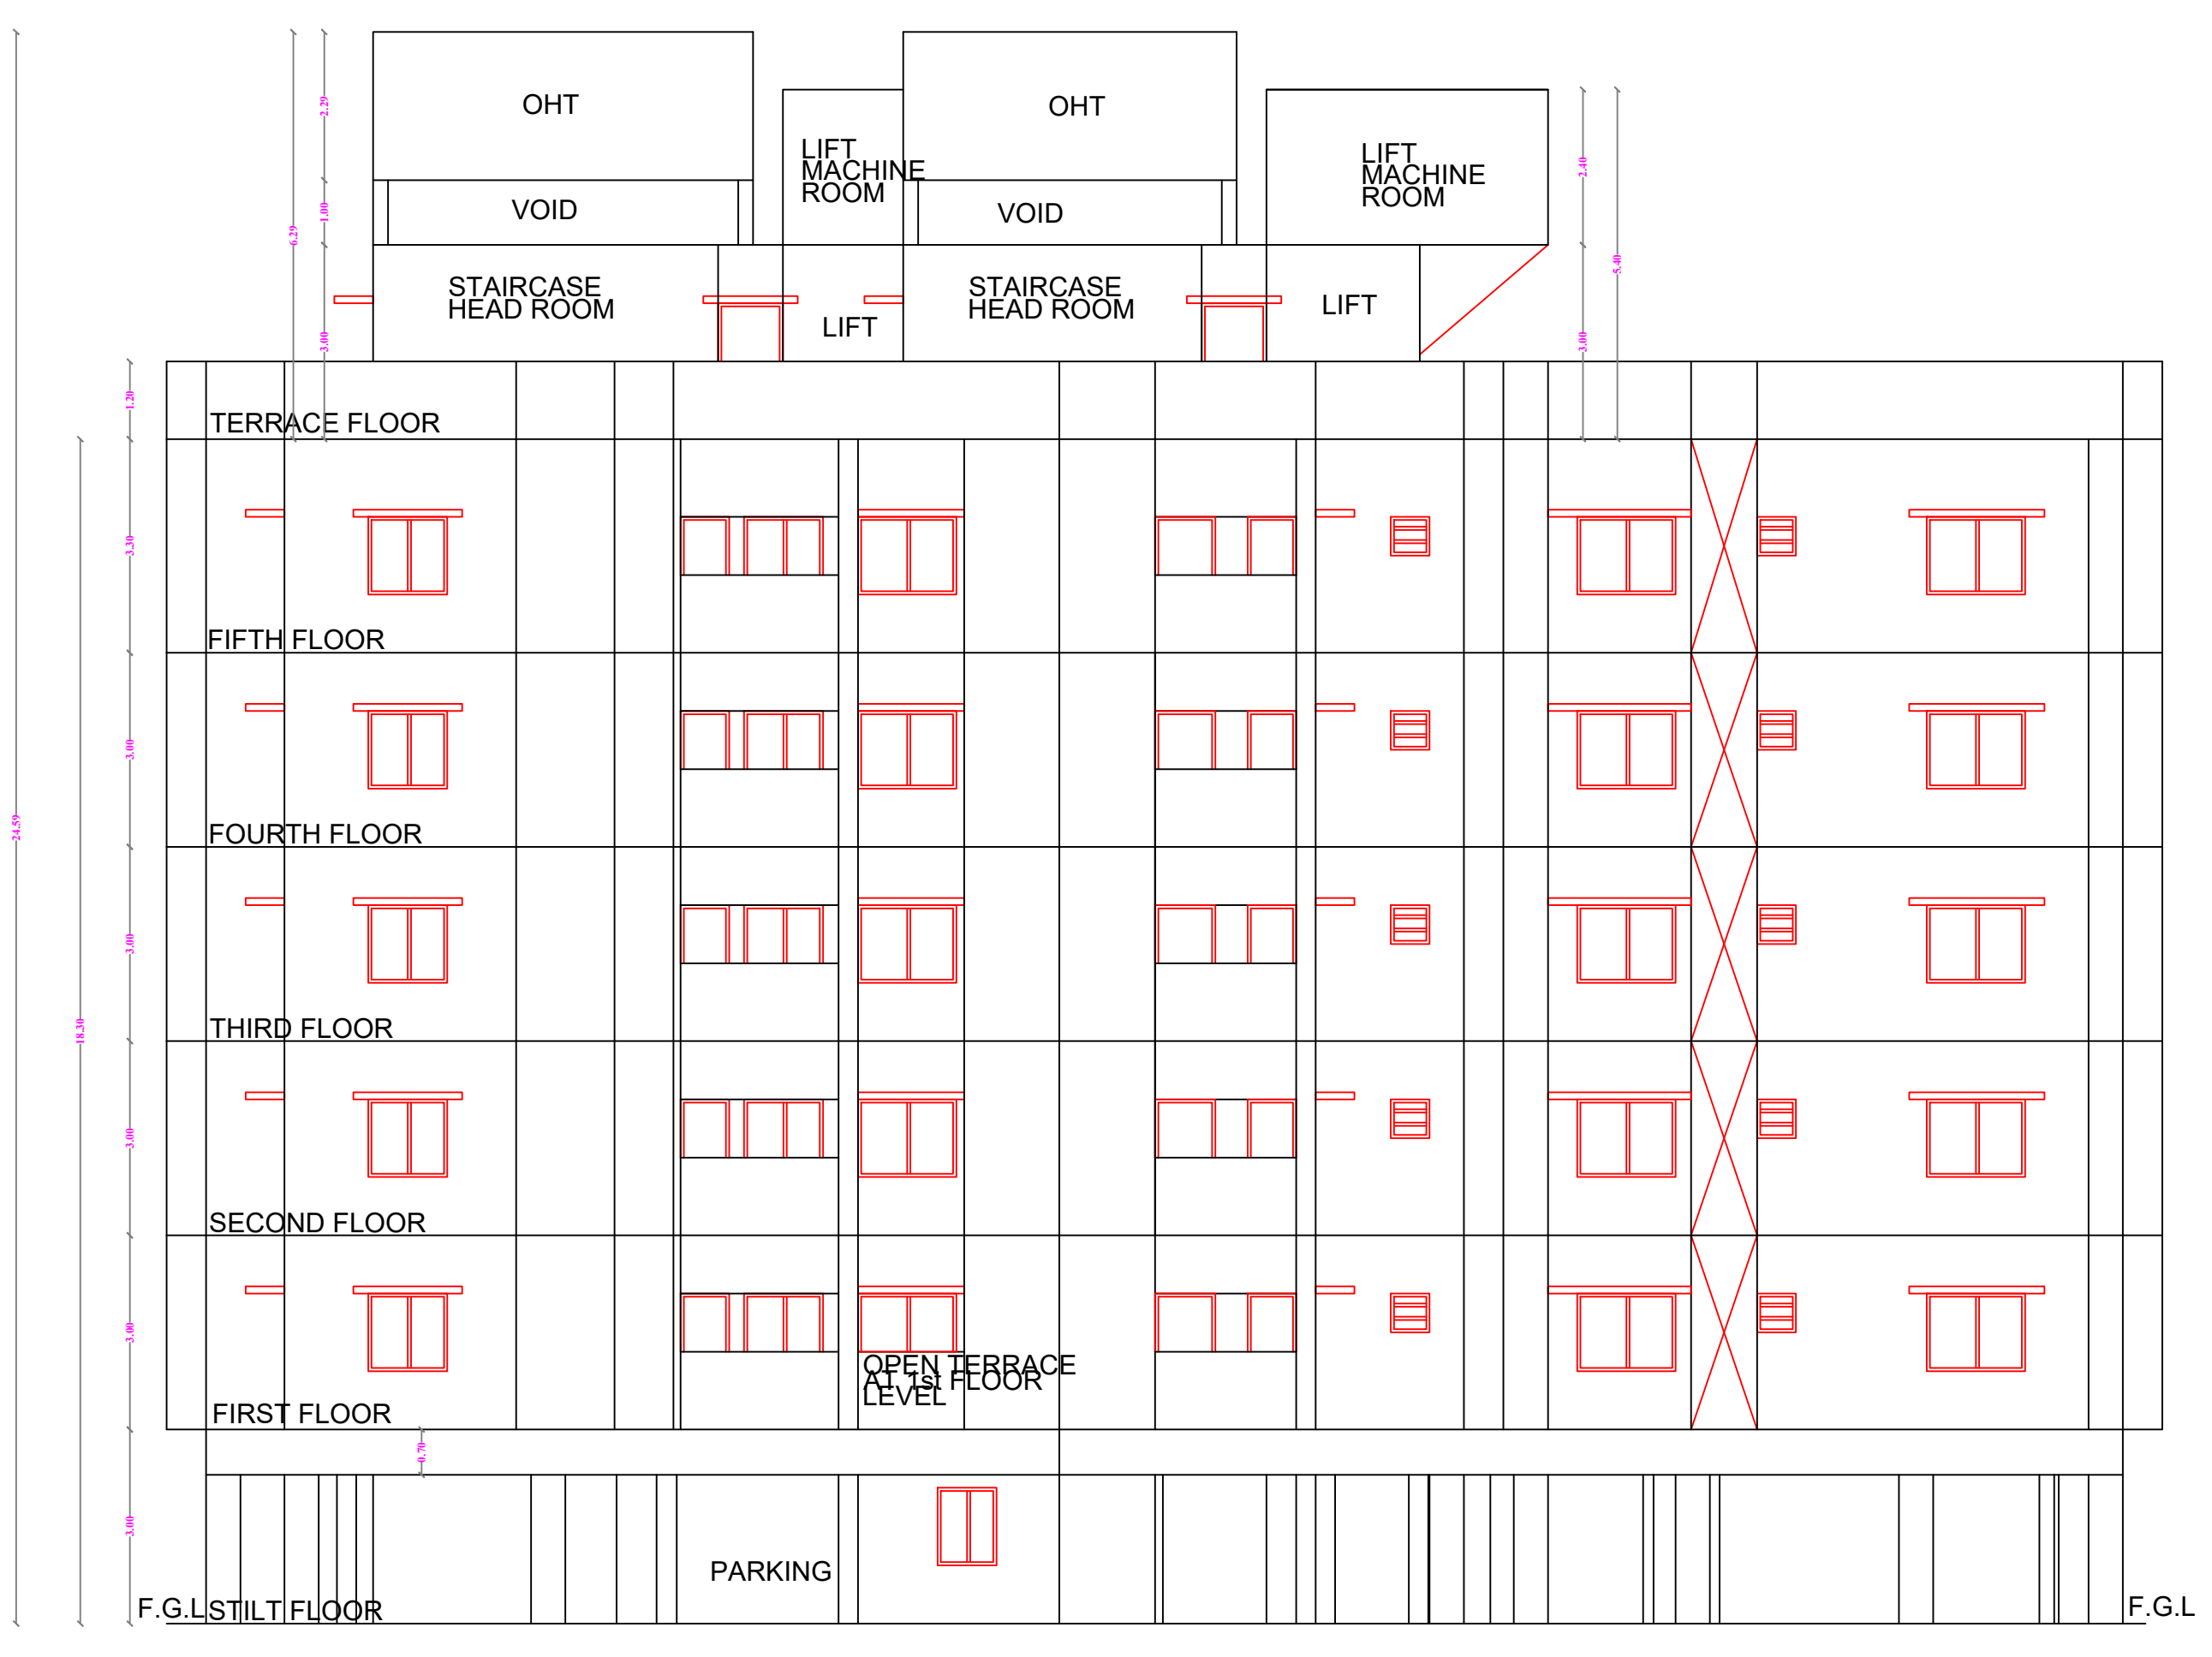 OHT
OHT
2.29
LIFT
MACHINE
ROOM
LIFT
MACHINE
ROOM
2.40
VOID
VOID
1.00
6.29
5.40
STAIRCASE
HEAD ROOM
STAIRCASE
HEAD ROOM
LIFT
LIFT
3.00
3.00
1.20
TERRACE FLOOR
3.30
FIFTH FLOOR
3.00
24.59
FOURTH FLOOR
3.00
THIRD FLOOR
18.30
3.00
SECOND FLOOR
3.00
OPEN TERRACE
AT 1st FLOOR
LEVEL
FIRST FLOOR
0.70
3.00
PARKING
F.G.L
STILT FLOOR
F.G.L